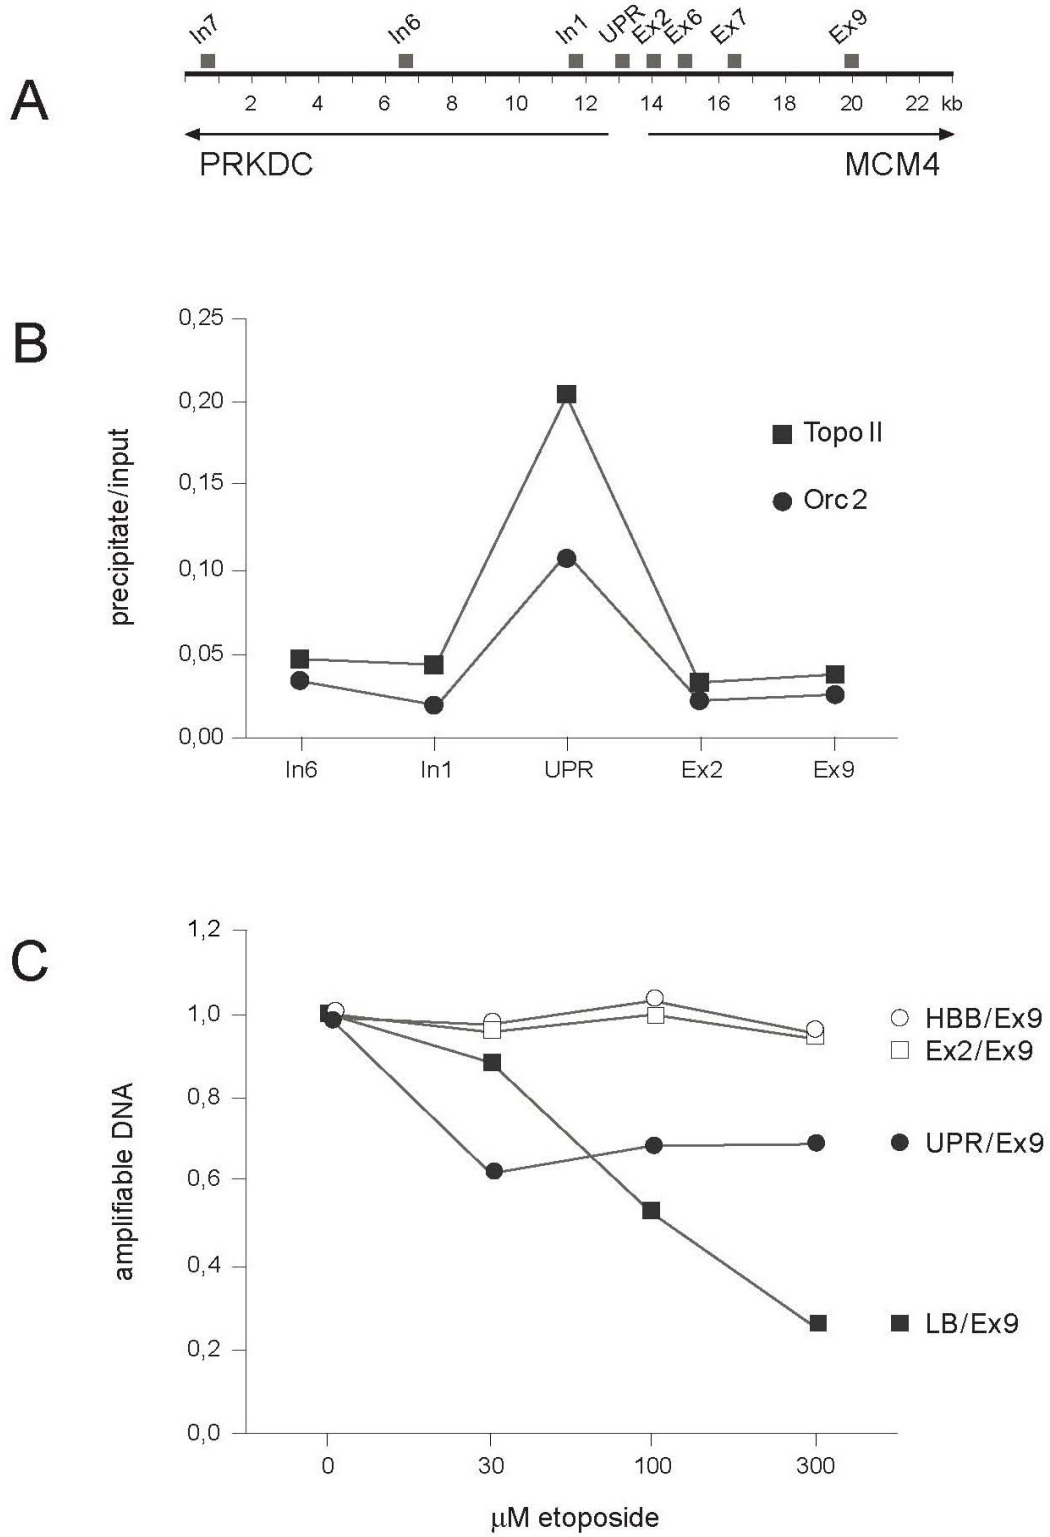 In7 In6 In1 UPR Ex2 Ex6 Ex7 Ex9
A
2 4 6 8 10 12 14 16 18 20 22 kb
PRKDC MCM4
B
0,25
0,20
0,15
0,10
0,05
0,00
precipitate/input
Topo II
Orc 2
In6 In1 UPR Ex2 Ex9
C
1,2
1,0
0,8
0,6
0,4
0,2
0,0
amplifiable DNA
HBB/Ex9
Ex2/Ex9
UPR/Ex9
LB/Ex9
0 30 100 300
µM etoposide